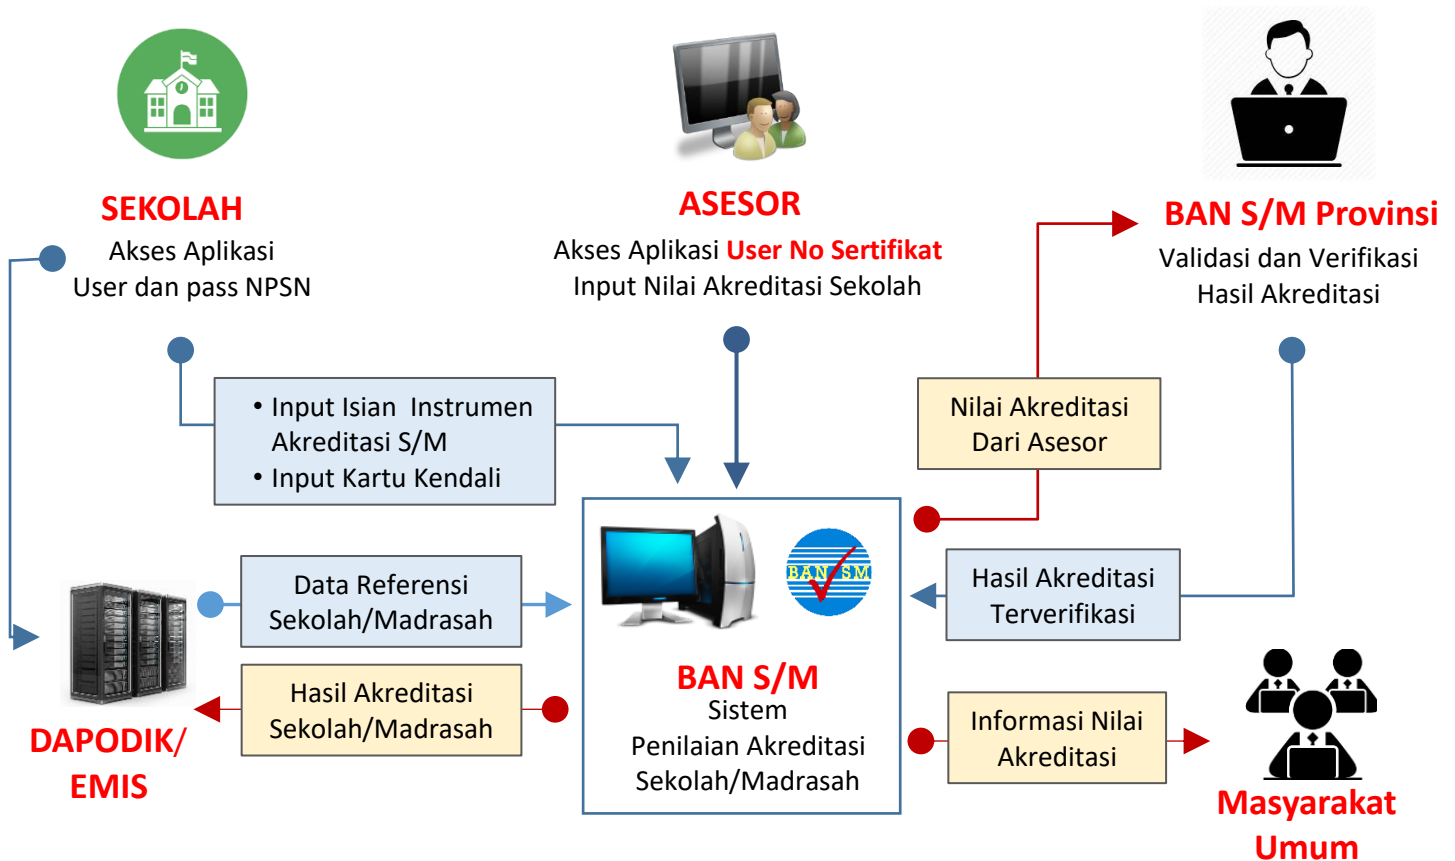 SEKOLAH
Akses Aplikasi
User dan pass NPSN
ASESOR
Akses Aplikasi User No Sertifikat
Input Nilai Akreditasi Sekolah
BAN S/M Provinsi
Validasi dan Verifikasi
Hasil Akreditasi
• Input Isian Instrumen
Akreditasi S/M
• Input Kartu Kendali
Nilai Akreditasi
Dari Asesor
Data Referensi
Sekolah/Madrasah
Hasil Akreditasi
Sekolah/Madrasah
DAPODIK/
EMIS
BAN SM
BAN S/M
Sistem
Penilaian Akreditasi
Sekolah/Madrasah
Hasil Akreditasi
Terverifikasi
Informasi Nilai
Akreditasi
Masyarakat
Umum